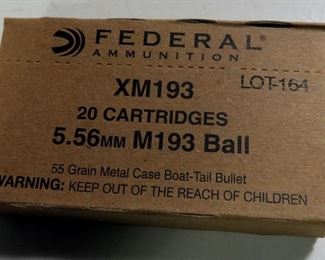 FEDERAL®
AMMUNITION
XM193
LOT-164
20 CARTRIDGES
5.56MM M193 Ball
55 Grain Metal Case Boat-Tail Bullet
WARNING: KEEP OUT OF THE REACH OF CHILDREN